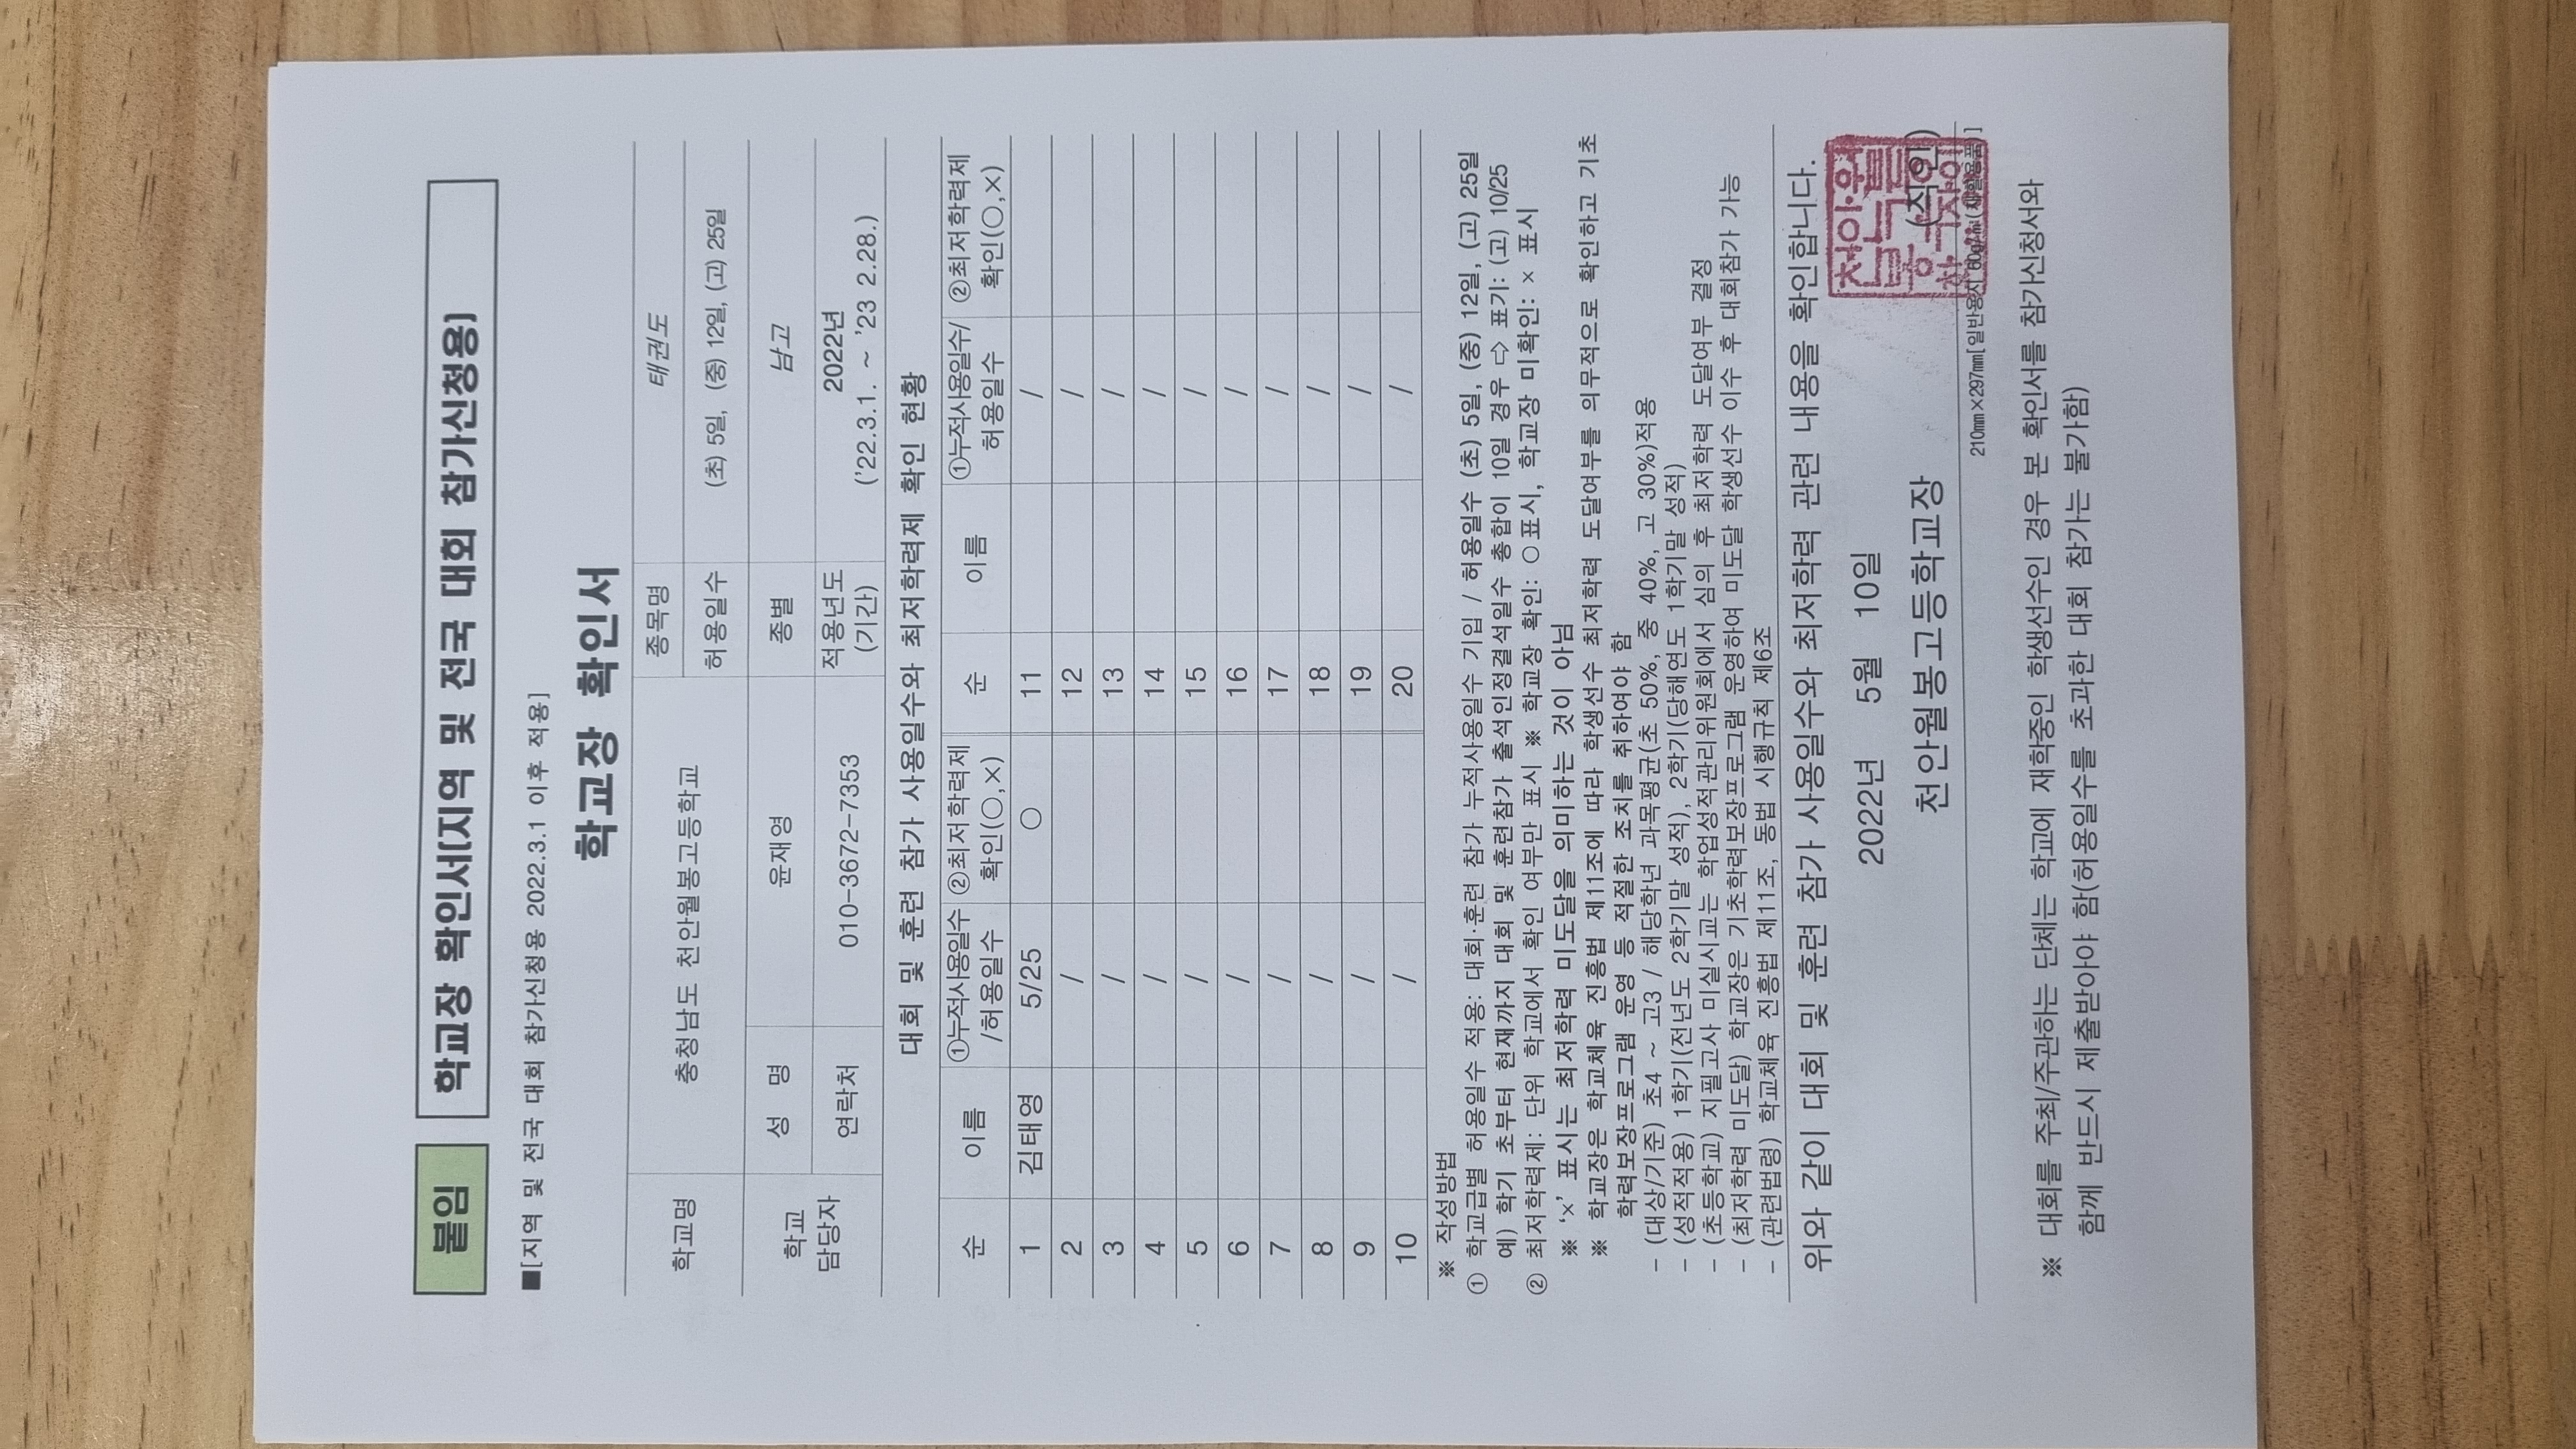 붙임
학교장 확인서[지역 및 전국 대회 참가신청용]
■[지역 및 전국 대회 참가신청용 2022.3.1 이후 적용]
학교장 확인서
학교명 충청남도 천안월봉고등학교 종목명 태권도
허용일수 (초) 5일, (중) 12일, (고) 25일
학교 담당자 성 명 윤재영 종별 남고
연락처 010-3672-7353 적용년도 (기간) 2022년 ('22.3.1. ~ '23 2.28.)
대회 및 훈련 참가 사용일수와 최저학력제 확인 현황
순 이름 ①누적사용일수/허용일수 ②최저학력제 확인(○,×) 순 이름 ①누적사용일수/허용일수 ②최저학력제 확인(○,×)
1 김태영 5/25 ○ 11 /
2 / 12 /
3 / 13 /
4 / 14 /
5 / 15 /
6 / 16 /
7 / 17 /
8 / 18 /
9 / 19 /
10 / 20 /
※ 작성방법
① 학교급별 허용일수 적용: 대회·훈련 참가 누적사용일수 기입 / 허용일수 (초) 5일, (중) 12일, (고) 25일
예) 학기 초부터 현재까지 대회 및 훈련참가 출석인정결석일수 총합이 10일 경우 ⇨ 표기: (고) 10/25
② 최저학력제: 단위 학교에서 확인 여부만 표시 ※ 학교장 확인: ○표시, 학교장 미확인: × 표시
※ '×' 표시는 최저학력 미도달을 의미하는 것이 아님
※ 학교장은 학교체육 진흥법 제11조에 따라 학생선수 최저학력 도달여부를 의무적으로 확인하고 기초
학력보장프로그램 운영 등 적절한 조치를 취하여야 함
- (대상/기준) 초4 ~ 고3 / 해당학년 과목평균(초 50%, 중 40%, 고 30%)적용
- (성적적용) 1학기(전년도 2학기말 성적), 2학기(당해연도 1학기말 성적)
- (초등학교) 지필고사 미실시교는 학업성적관리위원회에서 심의 후 최저학력 도달여부 결정
- (최저학력 미도달) 학교장은 기초학력보장프로그램 운영하여 미도달 학생선수 이수 후 대회참가 가능
- (관련법령) 학교체육 진흥법 제11조, 동법 시행규칙 제6조
위와 같이 대회 및 훈련 참가 사용일수와 최저학력 관련 내용을 확인합니다.
2022년 5월 10일
천안월봉고등학교장 (직인)
210㎜×297㎜[일반용지 60g/㎡(재활용품)]
※ 대회를 주최/주관하는 단체는 학교에 재학중인 학생선수인 경우 본 확인서를 참가신청서와
함께 반드시 제출받아야 함(허용일수를 초과한 대회 참가는 불가함)